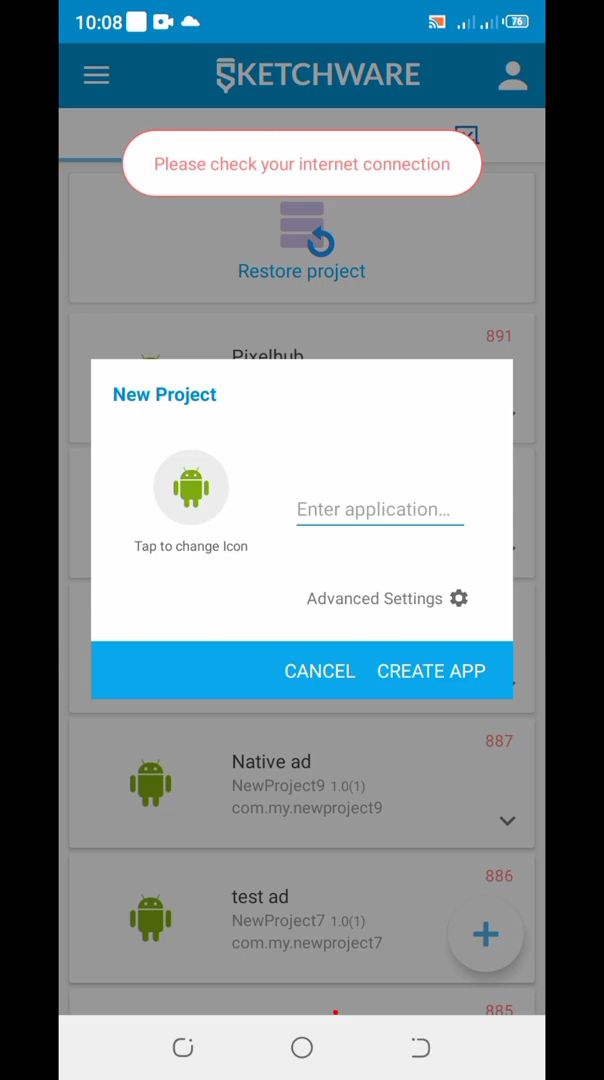 10:08
76
SKETCHWARE
Please check your internet connection
Restore project
891
Pixelhub
New Project
Enter application...
Tap to change Icon
Advanced Settings
CANCEL CREATE APP
887
Native ad
NewProject9 1.0(1)
com.my.newproject9
886
test ad
NewProject7 1.0(1)
com.my.newproject7
885